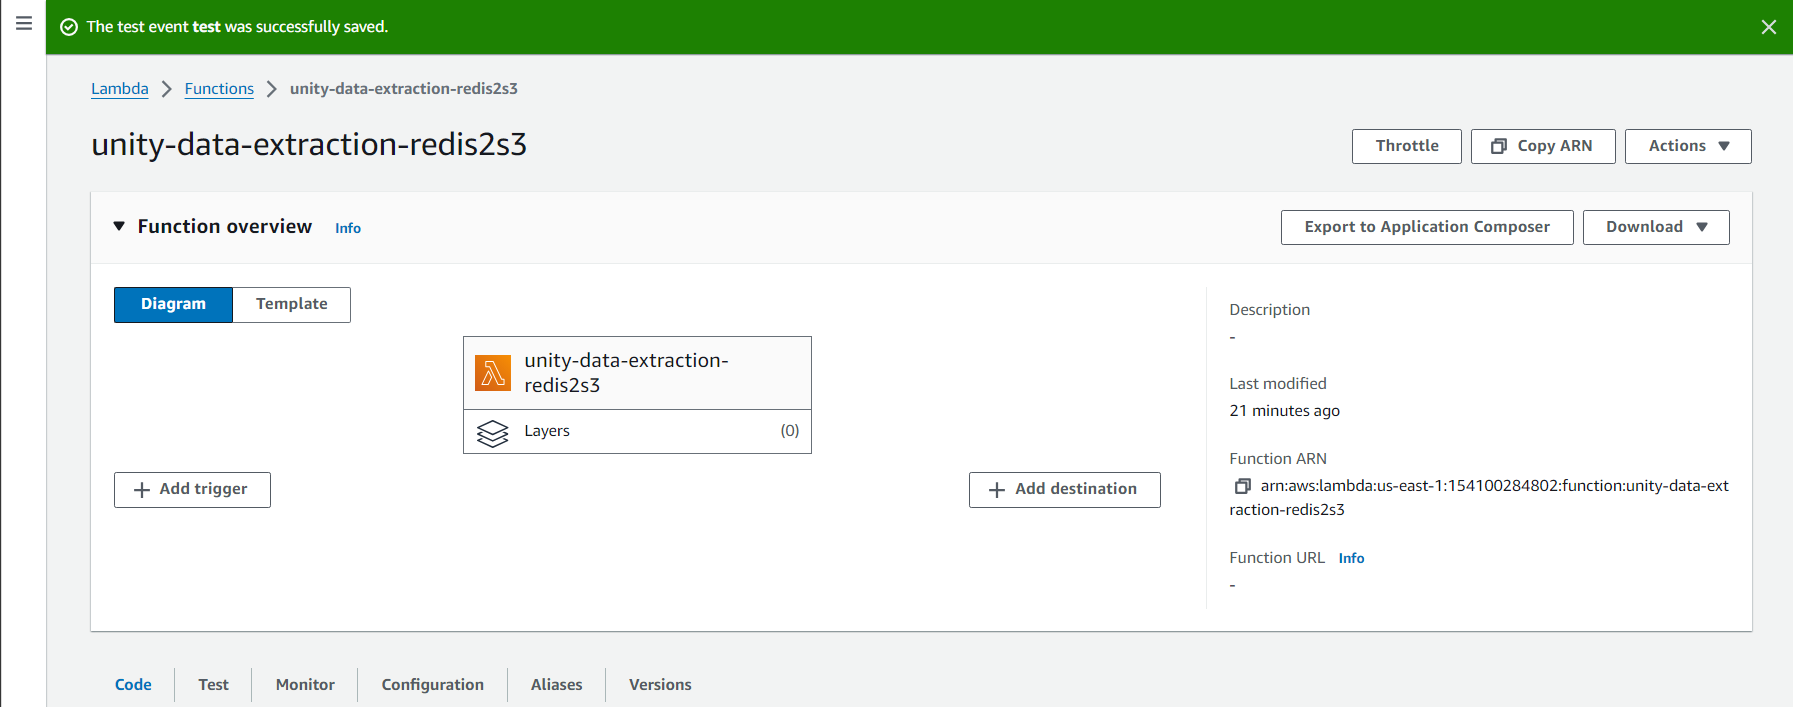 The test event test was successfully saved.
Lambda > Functions > unity-data-extraction-redis2s3
unity-data-extraction-redis2s3
Throttle
Copy ARN
Actions
Function overview Info
Export to Application Composer
Download
Diagram
Template
unity-data-extraction-
redis2s3
Layers (0)
Add trigger
Add destination
Description
-
Last modified
21 minutes ago
Function ARN
arn:aws:lambda:us-east-1:154100284802:function:unity-data-ext
raction-redis2s3
Function URL Info
-
Code
Test
Monitor
Configuration
Aliases
Versions